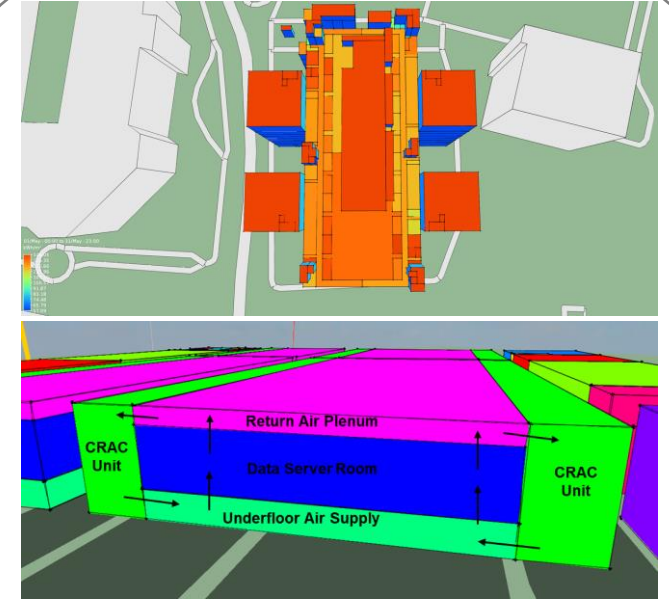 Return Air Plenum
CRAC
Unit
Data Server Room
CRAC
Unit
Underfloor Air Supply